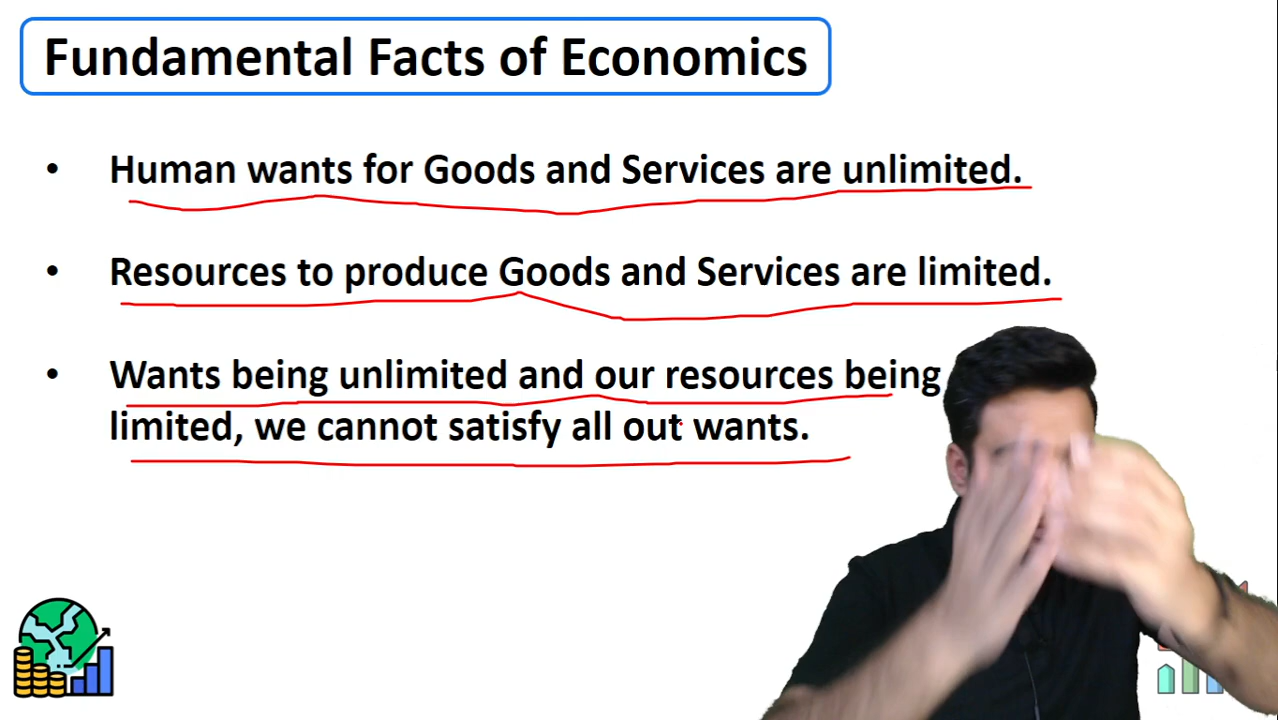 Fundamental Facts of Economics
• Human wants for Goods and Services are unlimited.
• Resources to produce Goods and Services are limited.
• Wants being unlimited and our resources being
limited, we cannot satisfy all out wants.